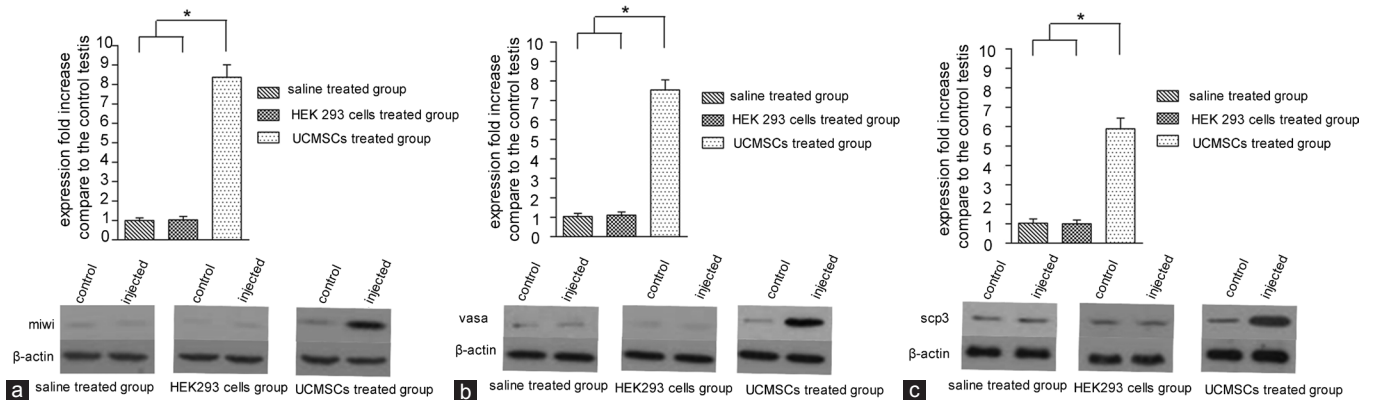 *
expression fold increase
compare to the control testis
10
9
8
7
6
5
4
3
2
1
0
saline treated group
HEK 293 cells treated group
UCMSCs treated group
control
injected
control
injected
control
injected
miwi
β-actin
a
saline treated group
HEK293 cells group
UCMSCs treated group
*
expression fold increase
compare to the control testis
10
9
8
7
6
5
4
3
2
1
0
saline treated group
HEK 293 cells treated group
UCMSCs treated group
control
injected
control
injected
control
injected
vasa
β-actin
b
saline treated group
HEK293 cells group
UCMSCs treated group
*
expression fold increase
compare to the control testis
10
9
8
7
6
5
4
3
2
1
0
saline treated group
HEK 293 cells treated group
UCMSCs treated group
control
injected
control
injected
control
injected
scp3
β-actin
c
saline treated group
HEK293 cells group
UCMSCs treated group